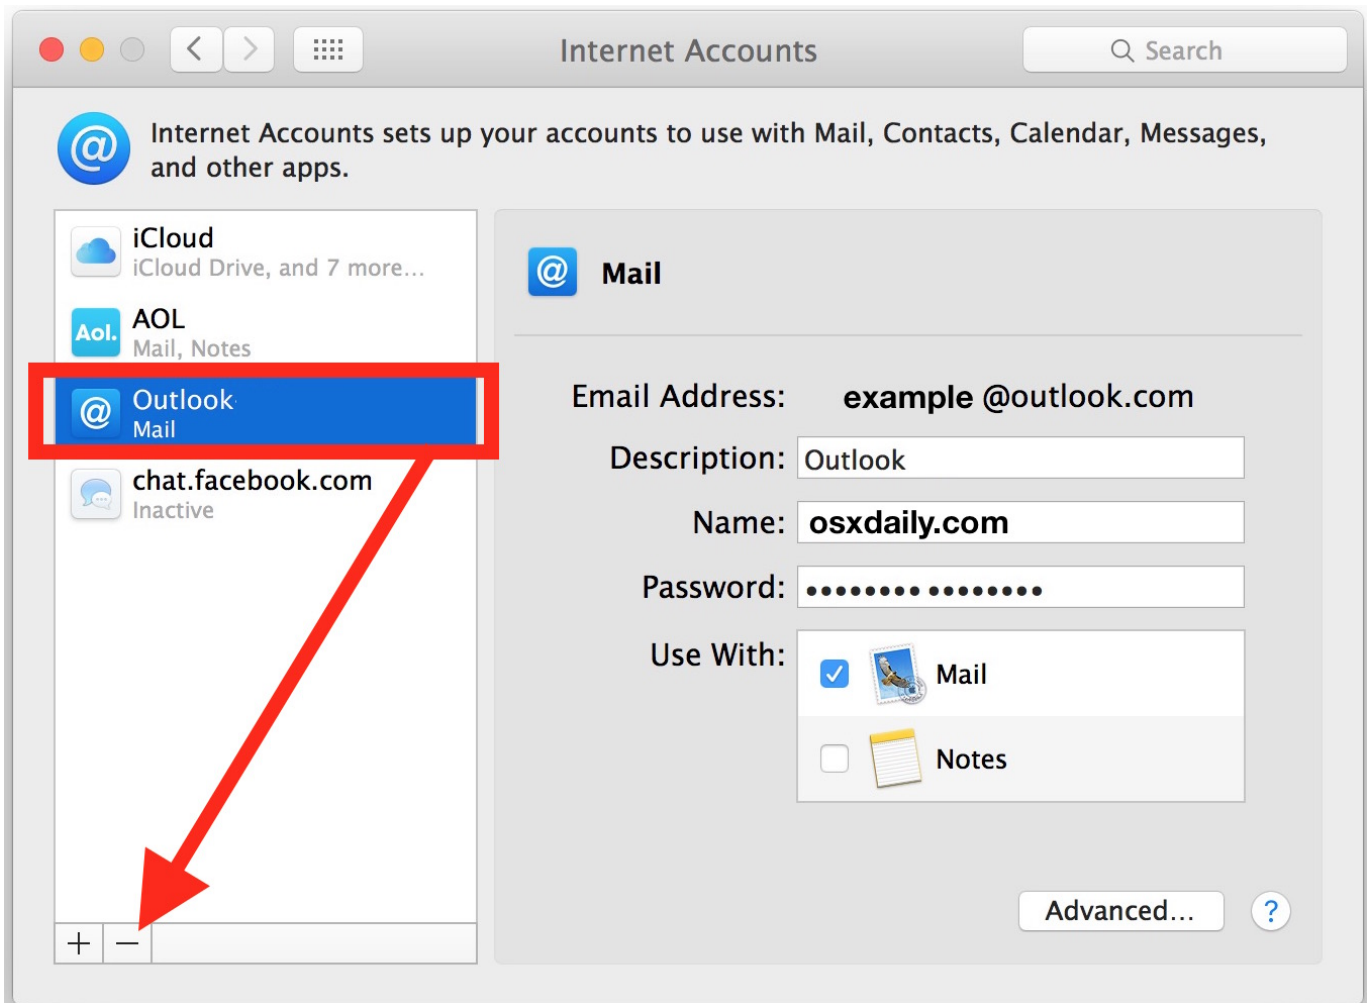 Internet Accounts
Search
@
Internet Accounts sets up your accounts to use with Mail, Contacts, Calendar, Messages,
and other apps.
iCloud
iCloud Drive, and 7 more...
Aol.
AOL
Mail, Notes
@
Outlook
Mail
chat.facebook.com
Inactive
@
Mail
Email Address: example @outlook.com
Description: Outlook
Name: osxdaily.com
Password: ●●●●●●●● ●●●●●●●●
Use With:
Mail
Notes
Advanced...
?
+ −